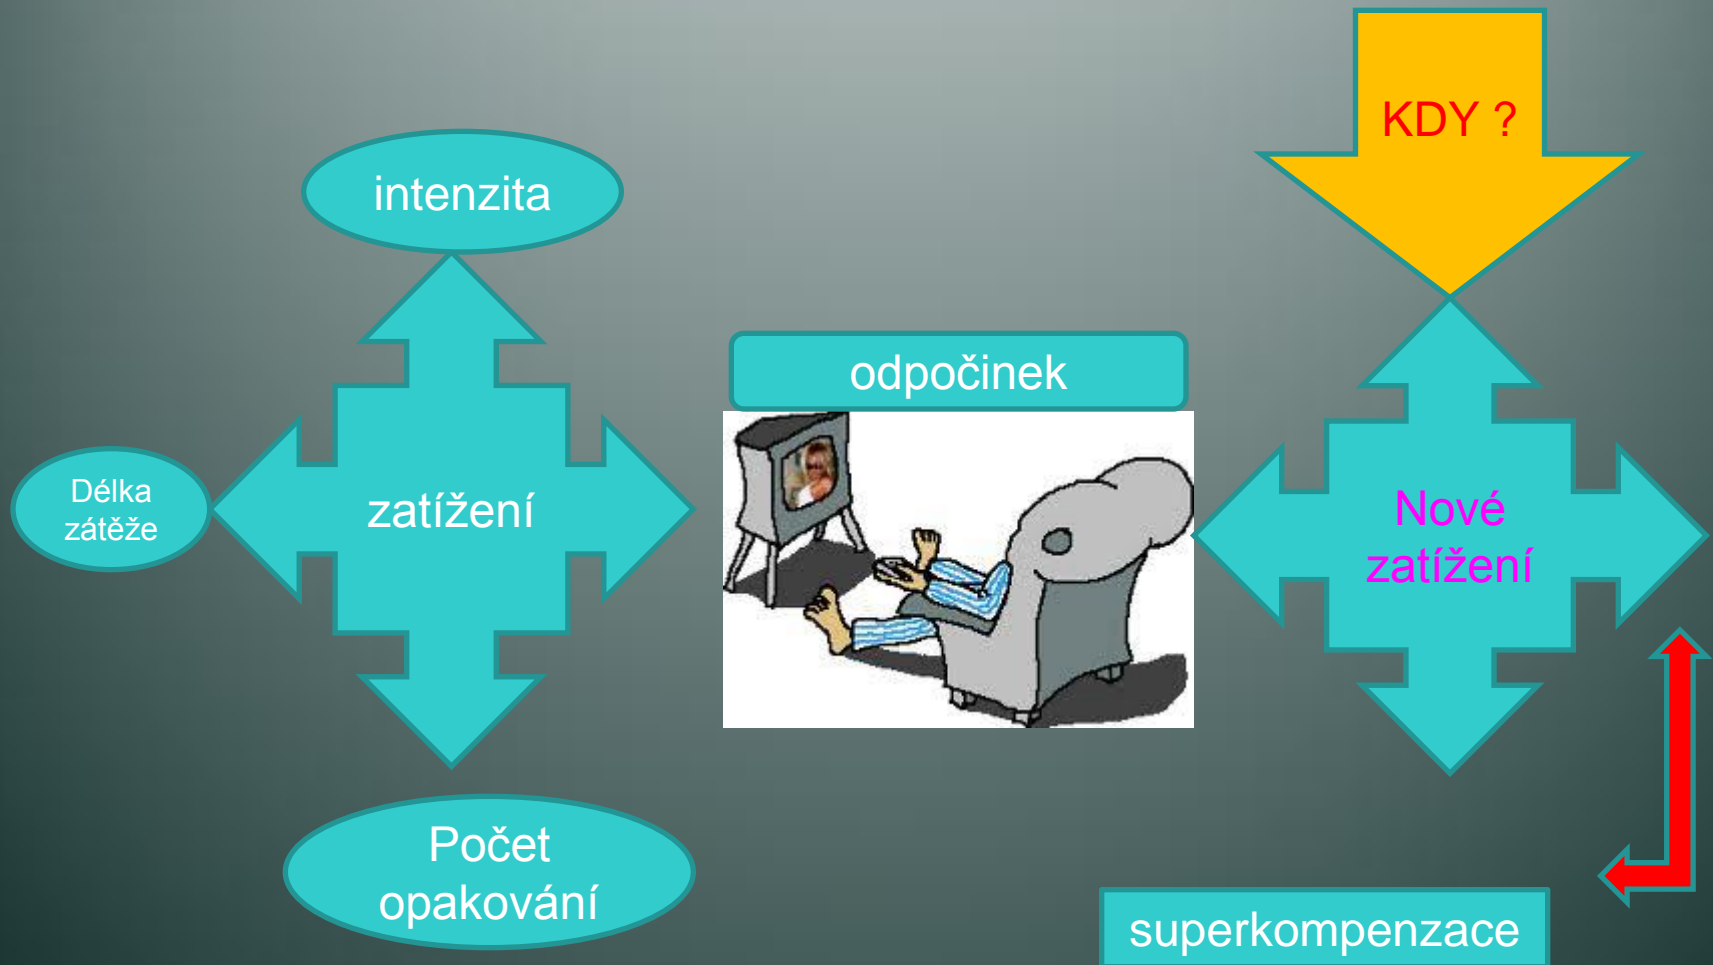 KDY ?
intenzita
odpočinek
Délka
zátěže
zatížení
Nové
zatížení
Počet
opakování
superkompenzace